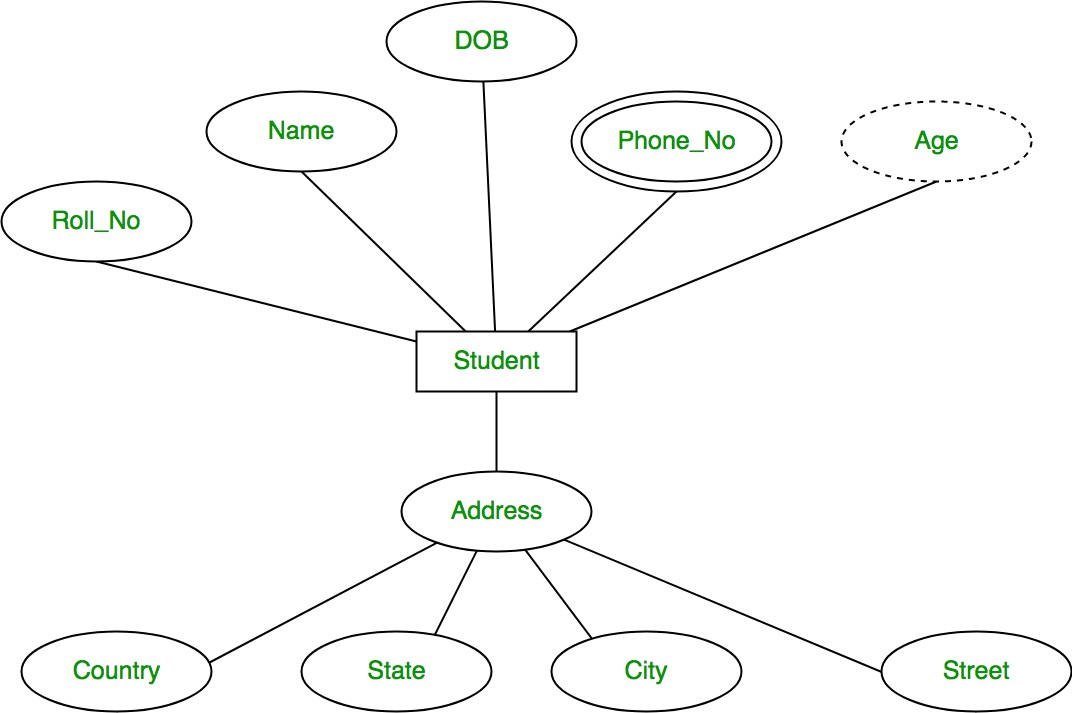 DOB
Name
Phone_No
Age
Roll_No
Student
Address
Country
State
City
Street